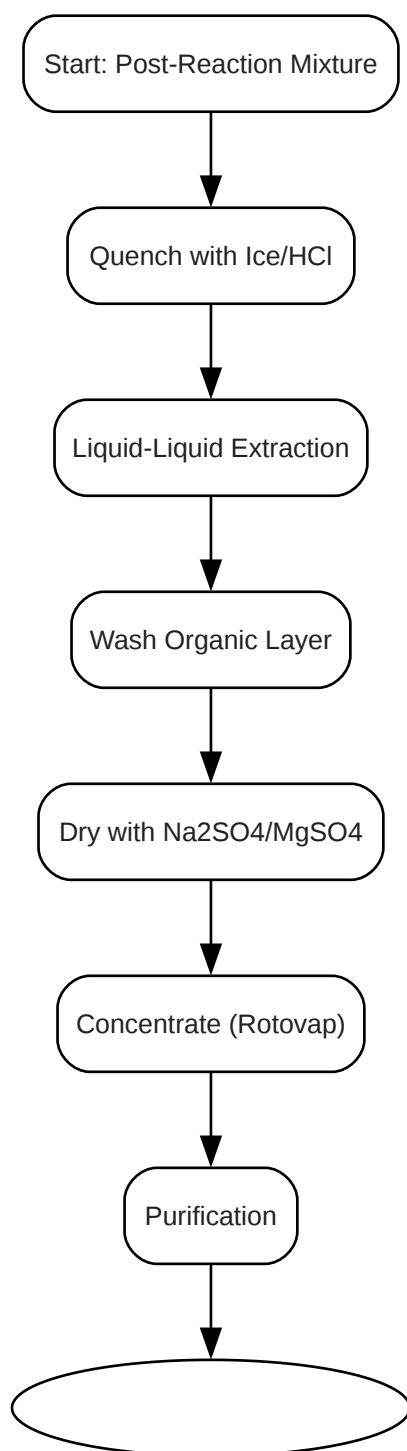 Start: Post-Reaction Mixture
Quench with Ice/HCl
Liquid-Liquid Extraction
Wash Organic Layer
Dry with Na2SO4/MgSO4
Concentrate (Rotovap)
Purification